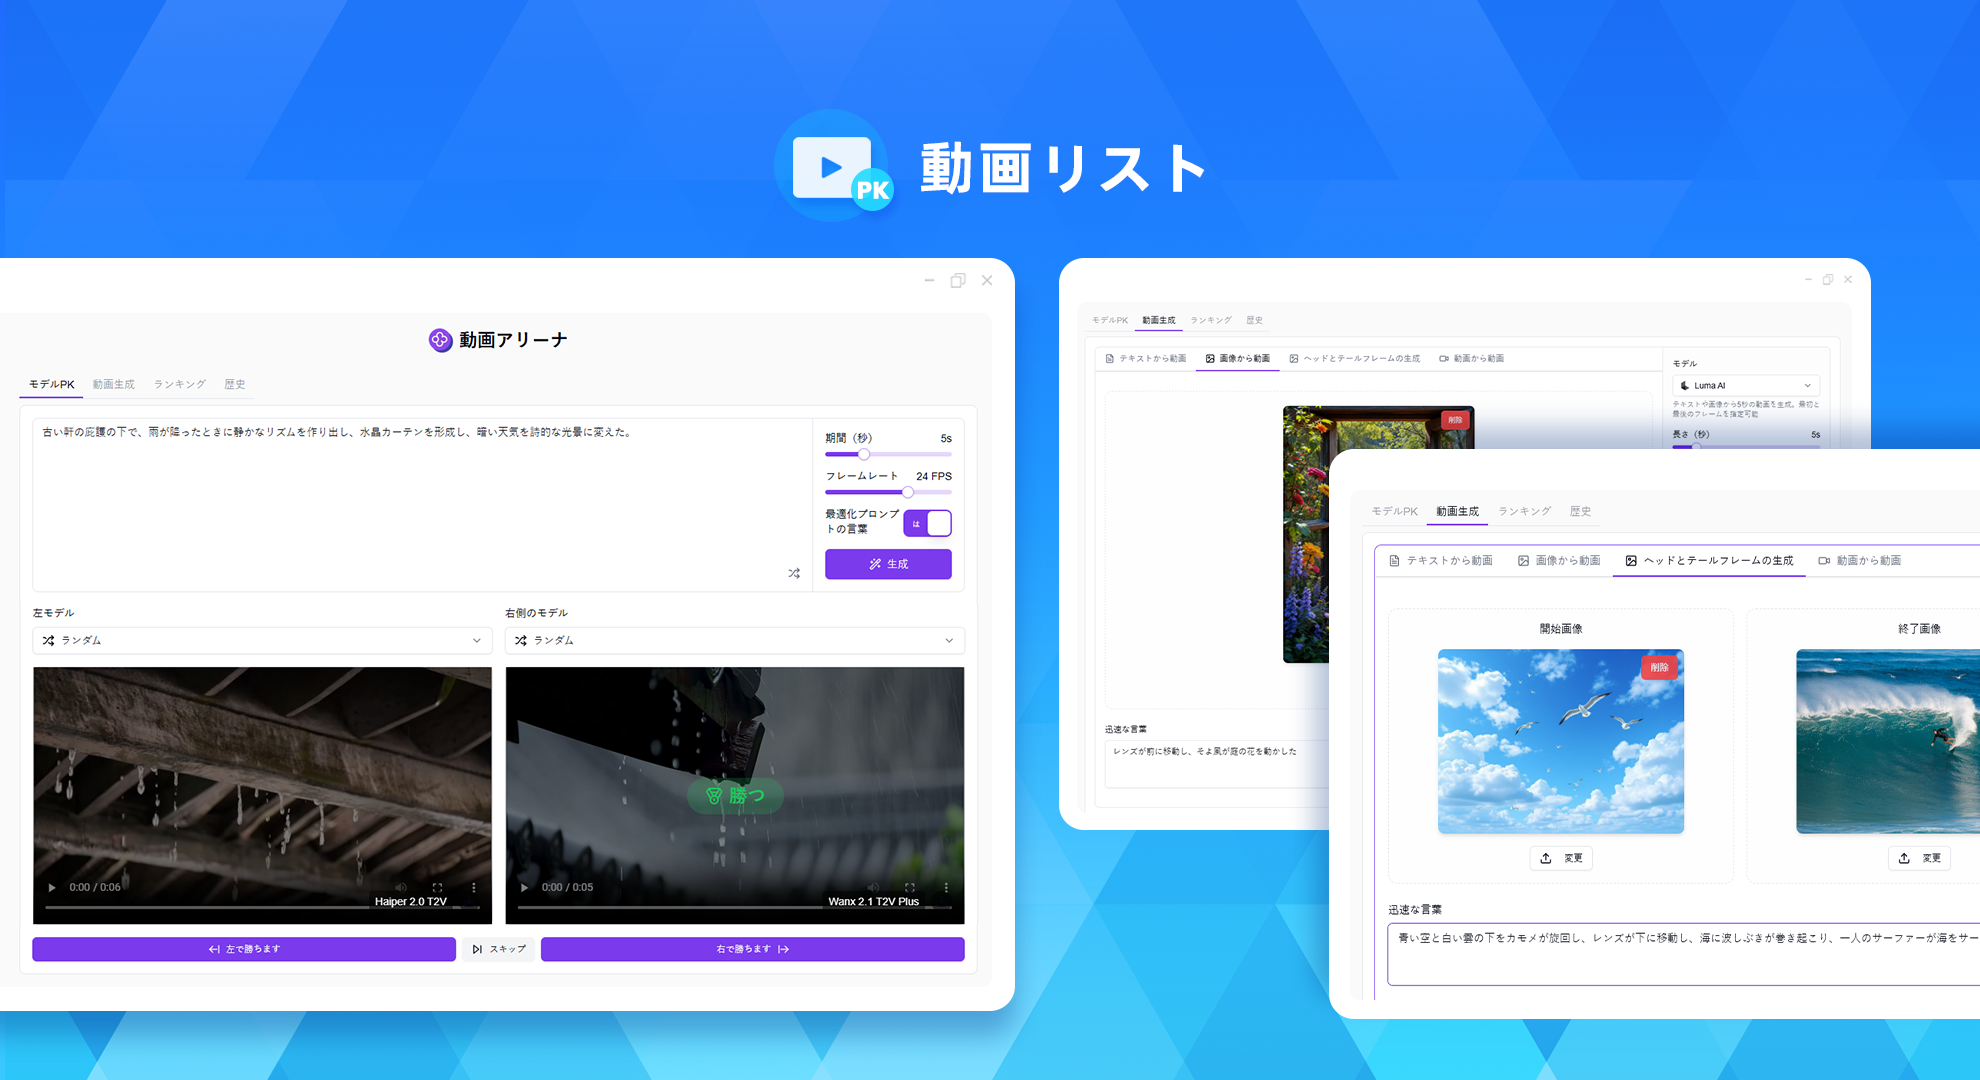 PK
動画リスト
動画アリーナ
モデルPK 動画生成 ランキング 歴史
古い軒の庇護の下で、雨が降ったときに静かなリズムを作り出し、水晶カーテンを形成し、暗い天気を詩的な光景に変えた。
期間（秒） 5s
フレームレート 24 FPS
最適化プロンプ
トの言葉
は
生成
左モデル
ランダム
右側のモデル
ランダム
0:00 / 0:06
Haiper 2.0 T2V
勝つ
0:00 / 0:05
Wanx 2.1 T2V Plus
左で勝ちます
スキップ
右で勝ちます
モデルPK 動画生成 ランキング 歴史
テキストから動画 画像から動画 ヘッドとテールフレームの生成 動画から動画
削除
モデル
Luma AI
テキストや画像から5秒の動画を生成。最初と
最後のフレームを指定可能
長さ（秒） 5s
迅速な言葉
レンズが前に移動し、そよ風が庭の花を動かした
モデルPK 動画生成 ランキング 歴史
テキストから動画 画像から動画 ヘッドとテールフレームの生成 動画から動画
開始画像
削除
変更
終了画像
変更
迅速な言葉
青い空と白い雲の下をカモメが旋回し、レンズが下に移動し、海に波しぶきが巻き起こり、一人のサーファーが海をサー